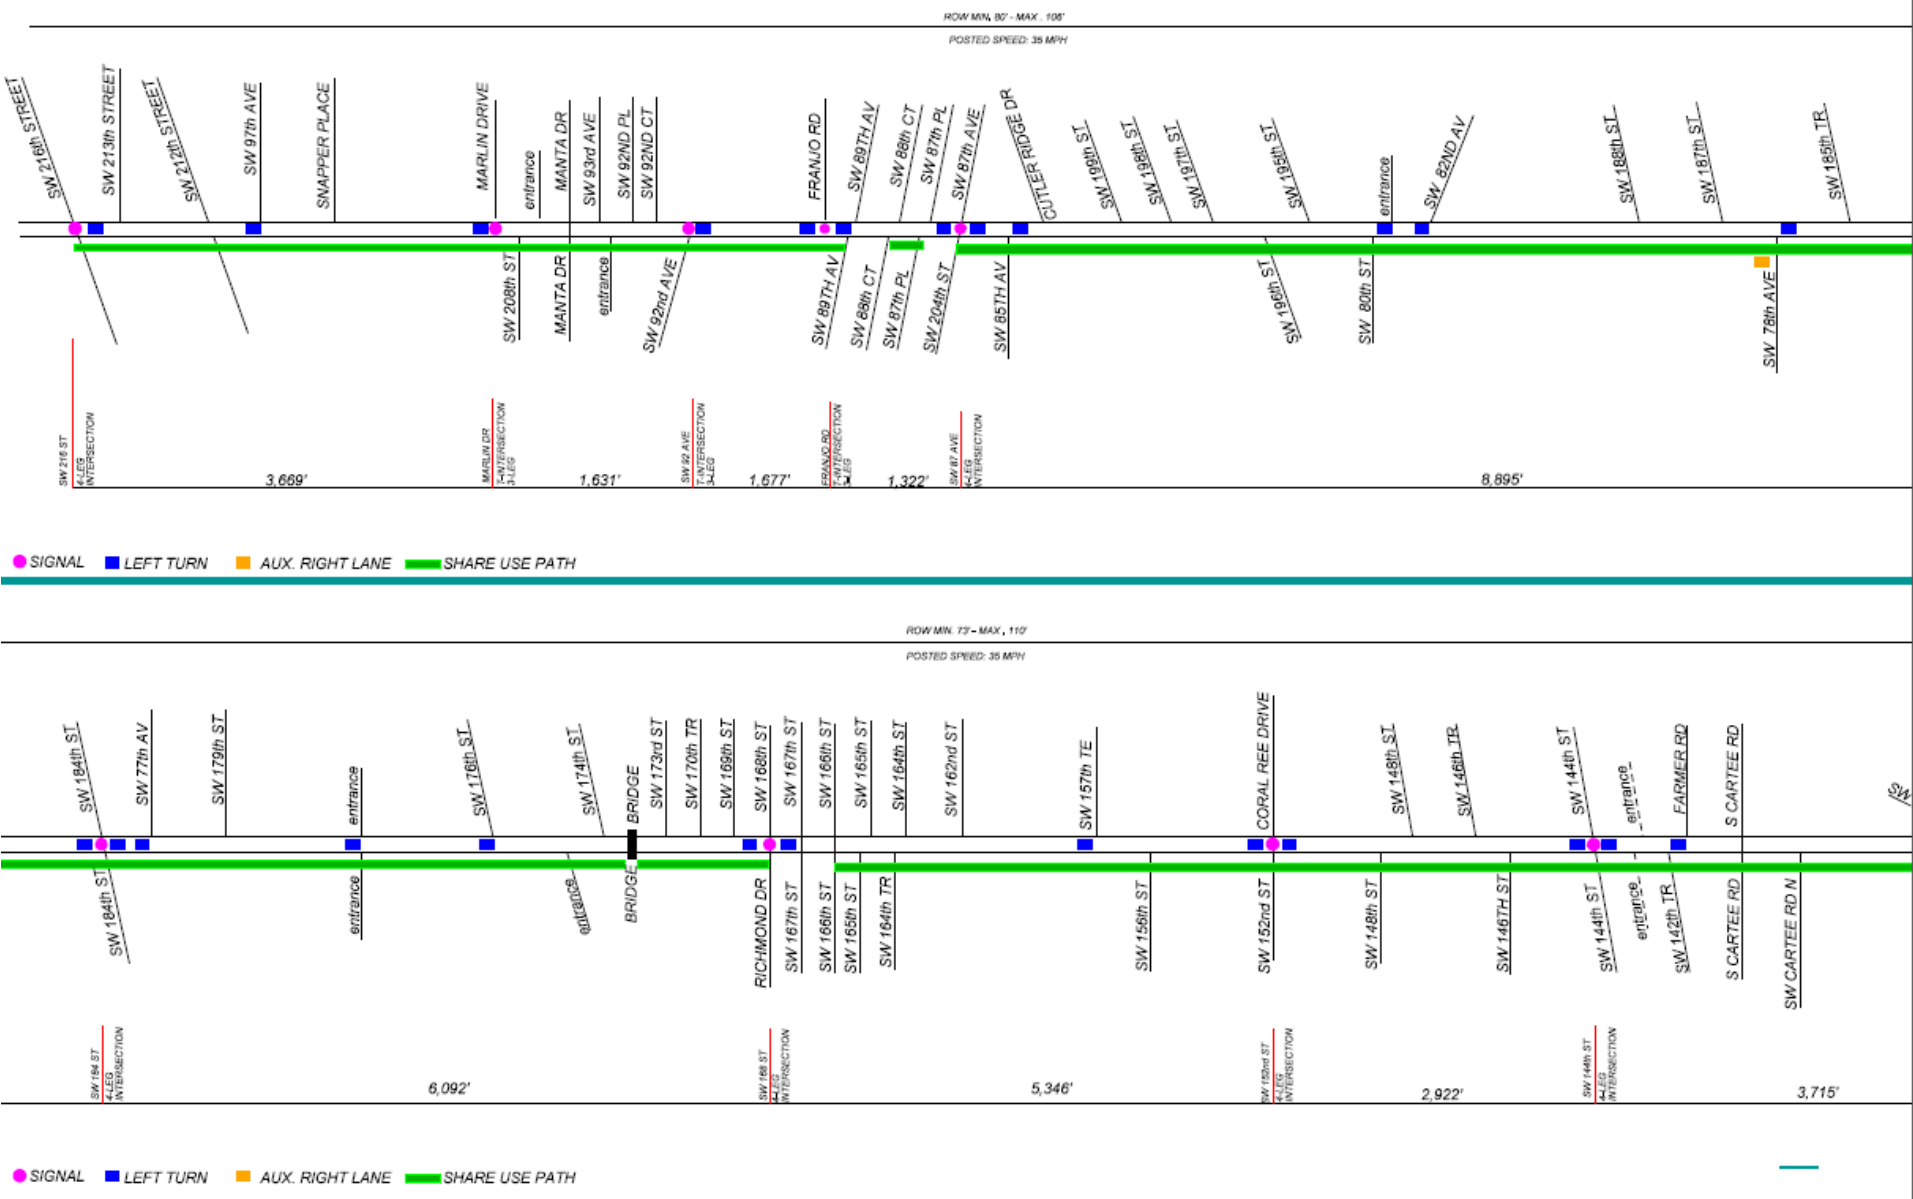 ROW MIN. 80' - MAX . 106'
POSTED SPEED: 35 MPH
SW 216th STREET
SW 213th STREET
SW 212th STREET
SW 97th AVE
SNAPPER PLACE
MARLIN DRIVE
entrance
MANTA DR
SW 93rd AVE
SW 92ND PL
SW 92ND CT
FRANJO RD
SW 89TH AV
SW 88th CT
SW 87th PL
SW 87th AVE
CUTLER RIDGE DR
SW 199th ST
SW 198th ST
SW 197th ST
SW 195th ST
entrance
SW 82ND AV
SW 188th ST
SW 187th ST
SW 185th TR
SW 208th ST
MANTA DR
entrance
SW 92nd AVE
SW 89TH AV
SW 88th CT
SW 87th PL
SW 204th ST
SW 85TH AV
SW 196th ST
SW 80th ST
SW 78th AVE
SW 216 ST
4-LEG
INTERSECTION
MARLIN DR
T-INTERSECTION
3-LEG
SW 92 AVE
T-INTERSECTION
3-LEG
FRANJO RD
T-INTERSECTION
3-LEG
SW 87 AVE
4-LEG
INTERSECTION
3,669'
1,631'
1,677'
1,322'
8,895'
SIGNAL LEFT TURN AUX. RIGHT LANE SHARE USE PATH
ROW MIN. 73' - MAX . 110'
POSTED SPEED: 35 MPH
SW 184th ST
SW 77th AV
SW 179th ST
entrance
SW 176th ST
SW 174th ST
BRIDGE
SW 173rd ST
SW 170th TR
SW 169th ST
SW 168th ST
SW 167th ST
SW 166th ST
SW 165th ST
SW 164th ST
SW 162nd ST
SW 157th TE
CORAL REE DRIVE
SW 148th ST
SW 146th TR
SW 144th ST
entrance
FARMER RD
S CARTEE RD
SW
SW 184th ST
entrance
entrance
BRIDGE
RICHMOND DR
SW 167th ST
SW 166th ST
SW 165th ST
SW 164th TR
SW 156th ST
SW 152nd ST
SW 148th ST
SW 146TH ST
SW 144th ST
entrance
SW 142th TR
S CARTEE RD
SW CARTEE RD N
SW 184 ST
4-LEG
INTERSECTION
SW 168 ST
4-LEG
INTERSECTION
SW 152nd ST
4-LEG
INTERSECTION
SW 144th ST
4-LEG
INTERSECTION
6,092'
5,346'
2,922'
3,715'
SIGNAL LEFT TURN AUX. RIGHT LANE SHARE USE PATH